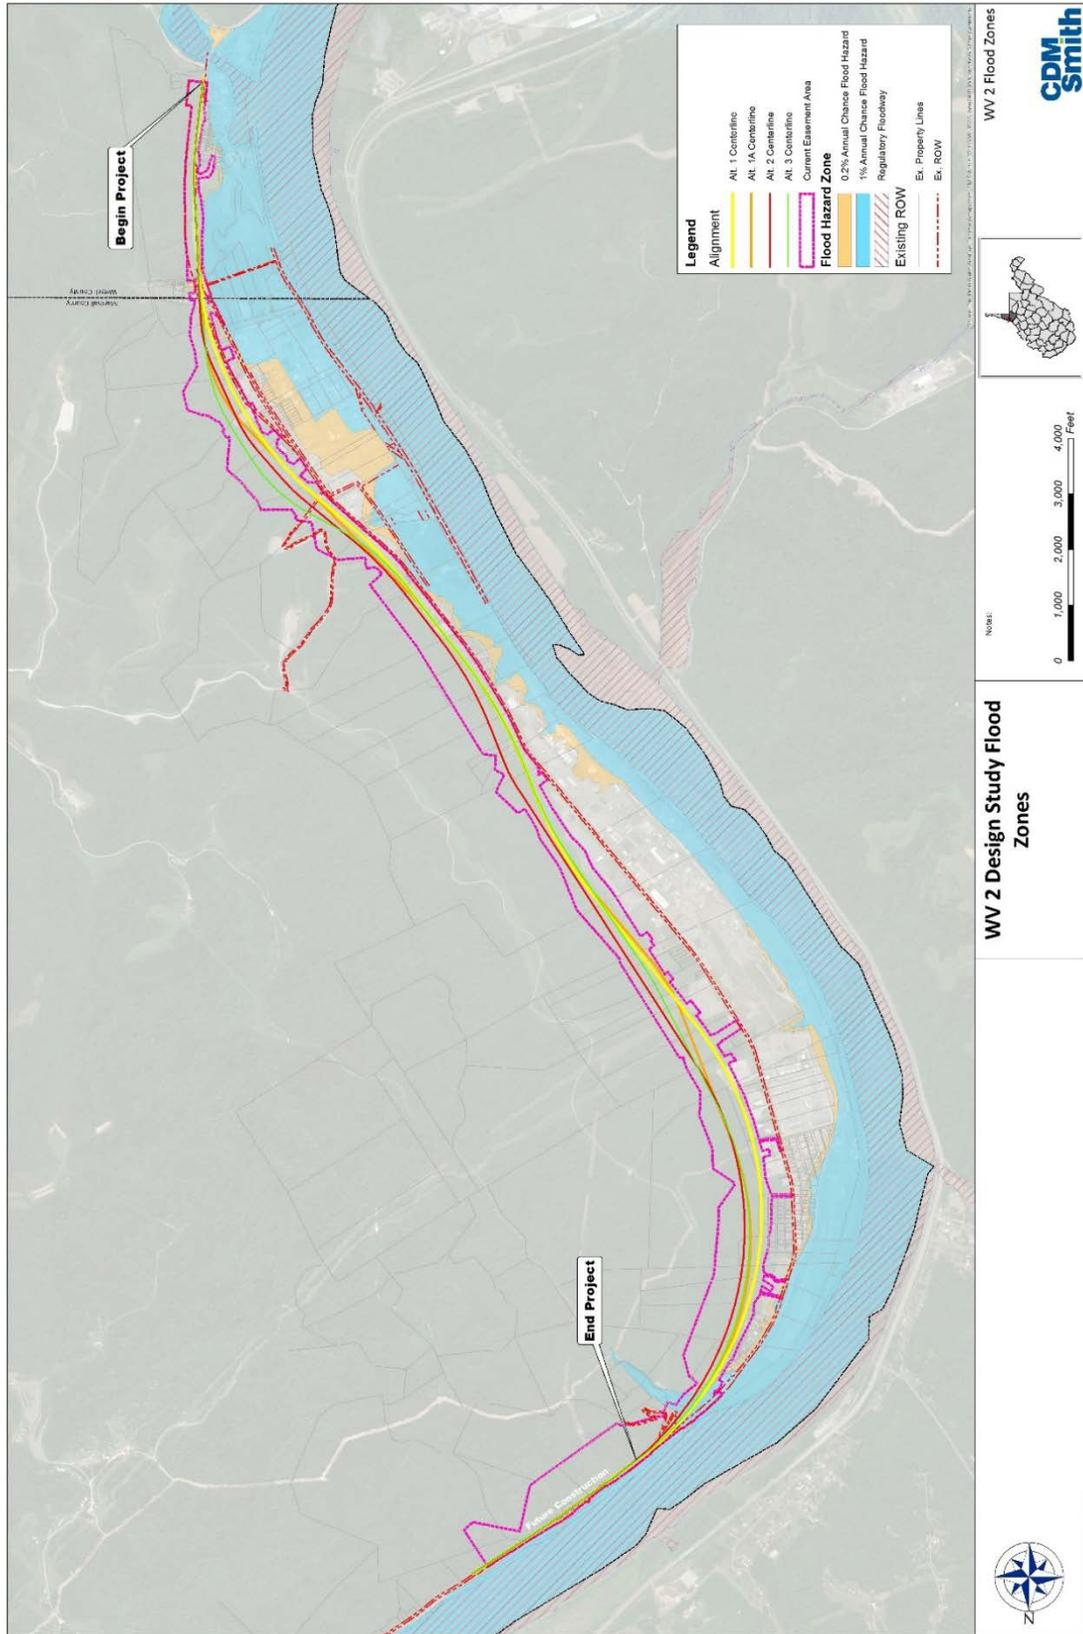 Begin Project
Marshall County
Wetzel County
End Project
Future Construction
Legend
Alignment
Alt. 1 Centerline
Alt. 1A Centerline
Alt. 2 Centerline
Alt. 3 Centerline
Current Easement Area
Flood Hazard Zone
0.2% Annual Chance Flood Hazard
1% Annual Chance Flood Hazard
Regulatory Floodway
Existing ROW
Ex. Property Lines
Ex. ROW
WV 2 Design Study Flood
Zones
Notes:
0 1,000 2,000 3,000 4,000
Feet
WV 2 Flood Zones
CDM
Smith
N